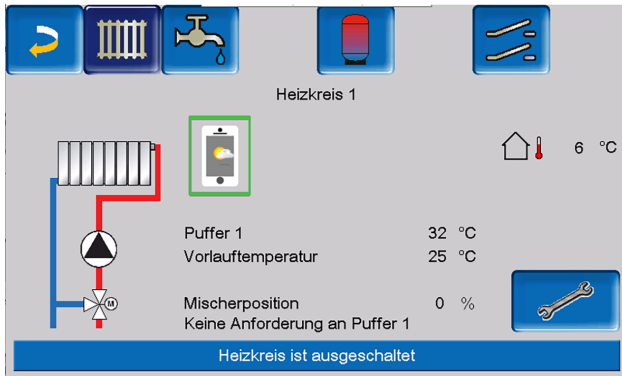 Heizkreis 1
6 °C
Puffer 1 32 °C
Vorlauftemperatur 25 °C
M
Mischerposition 0 %
Keine Anforderung an Puffer 1
Heizkreis ist ausgeschaltet